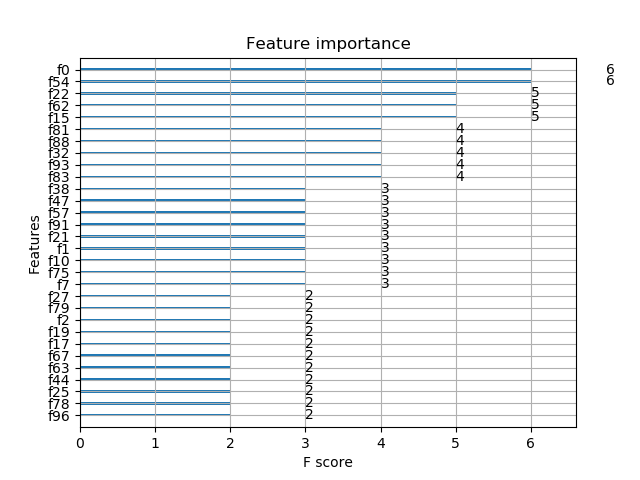 Feature importance
f0 6
f54 6
f22 5
f62 5
f15 5
f81 4
f88 4
f32 4
f93 4
f83 4
f38 3
f47 3
f57 3
f91 3
f21 3
f1 3
f10 3
f75 3
f7 3
f27 2
f79 2
f2 2
f19 2
f17 2
f67 2
f63 2
f44 2
f25 2
f78 2
f96 2
Features
0 1 2 3 4 5 6
F score